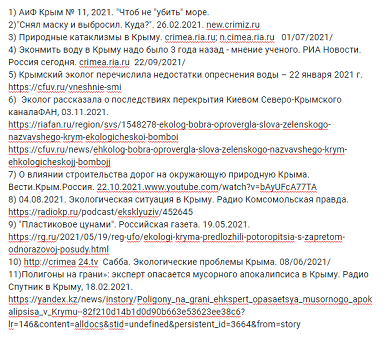 1) АиФ Крым № 11, 2021. "Чтоб не "убить" море.
2)"Снял маску и выбросил. Куда?". 26.02.2021. new.crimiz.ru
3) Природные катаклизмы в Крыму. crimea.ria.ru; n.crimea.ria.ru 01/07/2021/
4) Экономить воду в Крыму надо было 3 года назад - мнение ученого. РИА Новости.
Россия сегодня. crimea.ria.ru 22/09/2021/
5) Крымский эколог перечислила недостатки опреснения воды – 22 января 2021 г.
https://cfuv.ru/vneshnie-smi
6) Эколог рассказала о последствиях перекрытия Киевом Северо-Крымского
каналаФАН, 03.11.2021.
https://riafan.ru/region/svs/1548278-ekolog-bobra-oprovergla-slova-zelenskogo-
nazvavshego-krym-ekologicheskoi-bomboi
https://cfuv.ru/news/ehkolog-bobra-oprovergla-slova-zelenskogo-nazvavshego-krym-
ehkologicheskojj-bombojj
7) О влиянии строительства дорог на окружающую природную Крыма.
Вести.Крым.Россия. 22.10.2021.www.youtube.com/watch?v=bAyUFcA77TA
8) 04.08.2021. Экологическая ситуация в Крыму. Радио Комсомольская правда.
https://radiokp.ru/podcast/eksklyuziv/452645
9) "Пластиковое цунами". Российская газета. 19.05.2021.
https://rg.ru/2021/05/19/reg-ufo/ekologi-kryma-predlozhili-potoropitsia-s-zapretom-
odnorazovoj-posudy.html
10) http://crimea 24.tv Сабба. Экологические проблемы Крыма. 08/06/2021/
11)Полигоны на грани»: эксперт опасается мусорного апокалипсиса в Крыму. Радио
Спутник в Крыму, 18.02.2021.
https://yandex.kz/news/instory/Poligony_na_grani_ehkspert_opasaetsya_musornogo_apok
alipsisa_v_Krymu--82f210d14b1d0d90b663e53623ee38c6?
lr=146&content=alldocs&stid=undefined&persistent_id=3664&from=story